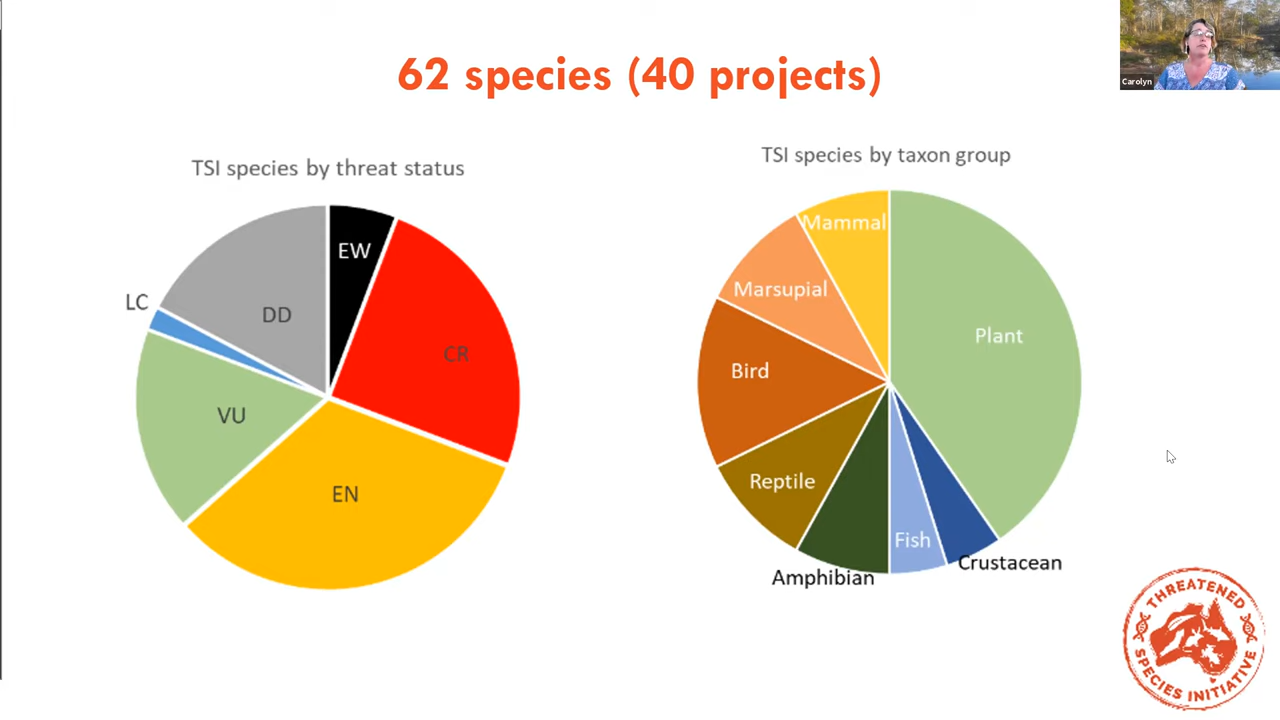 62 species (40 projects)
Carolyn
TSI species by threat status
EW
CR
EN
VU
LC
DD
TSI species by taxon group
Mammal
Plant
Marsupial
Bird
Reptile
Amphibian
Fish
Crustacean
THREATENED
SPECIES INITIATIVE